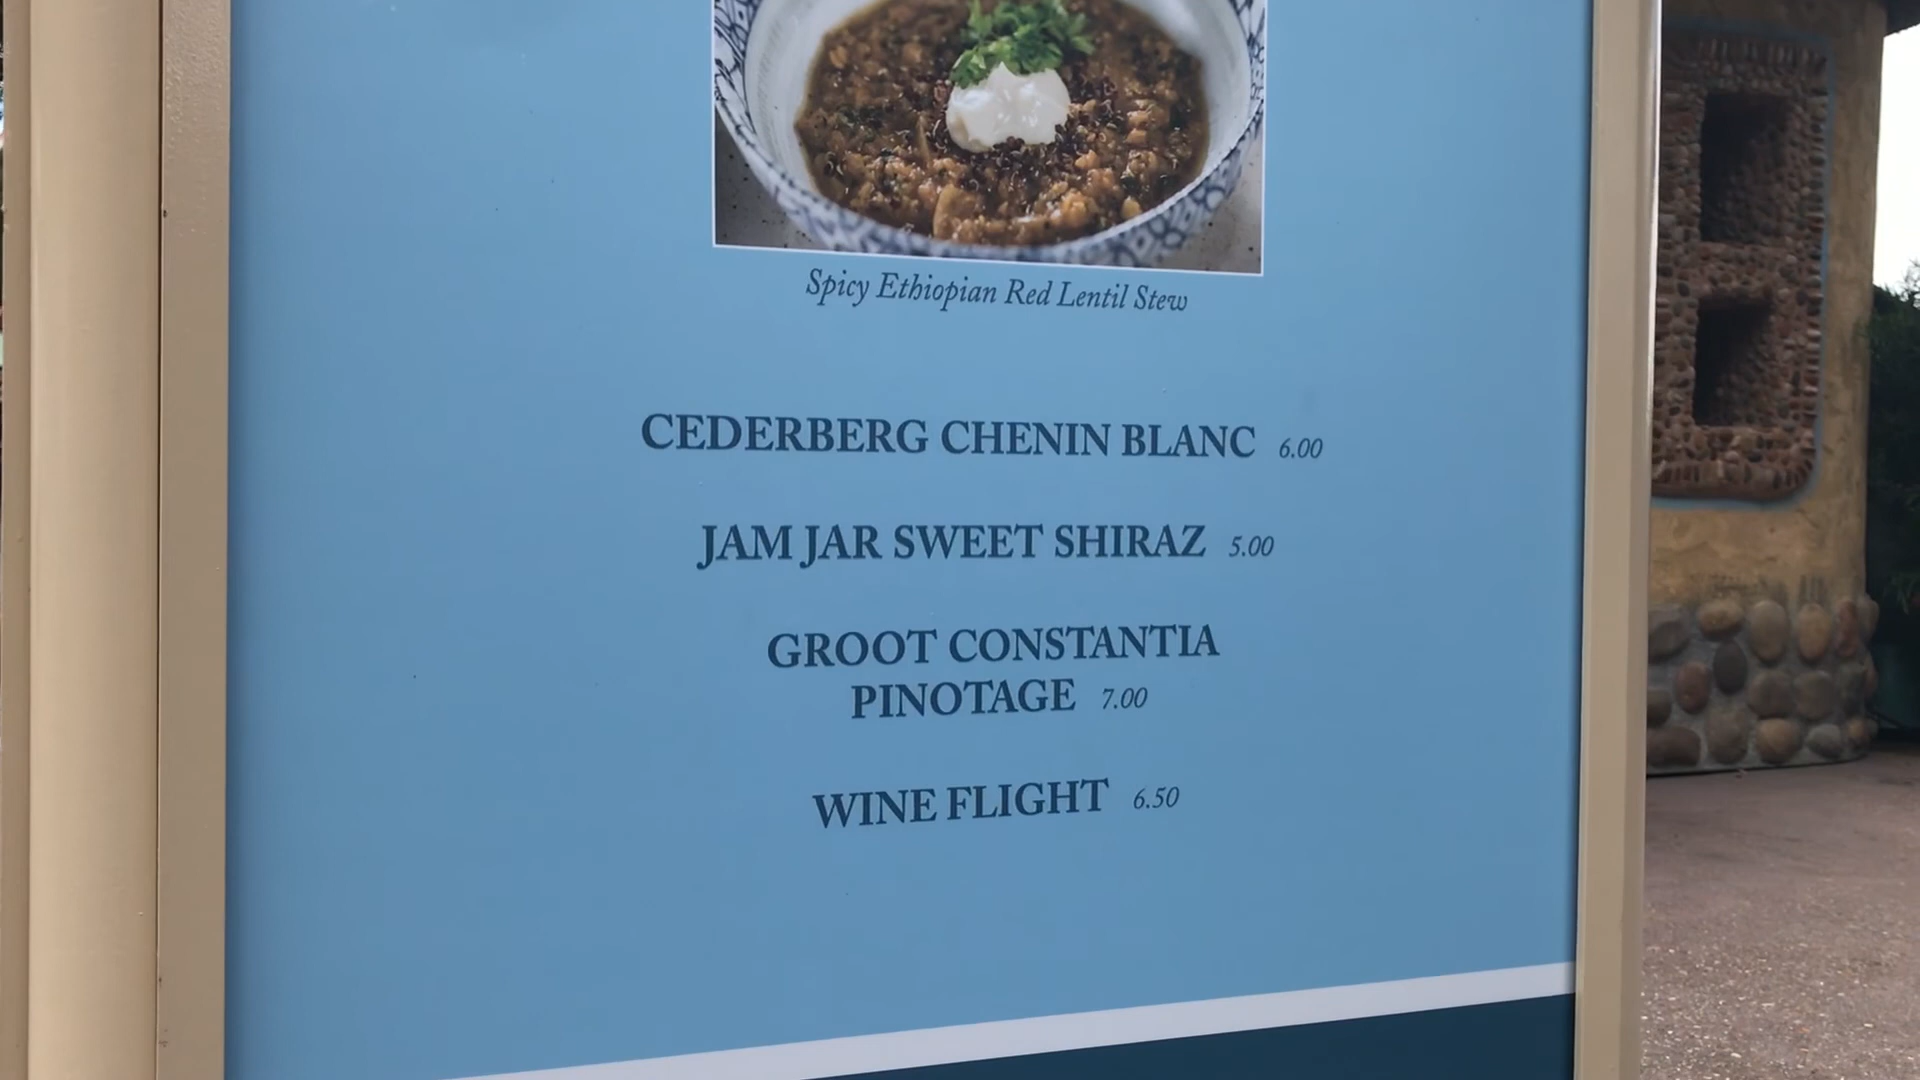 Spicy Ethiopian Red Lentil Stew
CEDERBERG CHENIN BLANC 6.00
JAM JAR SWEET SHIRAZ 5.00
GROOT CONSTANTIA
PINOTAGE 7.00
WINE FLIGHT 6.50